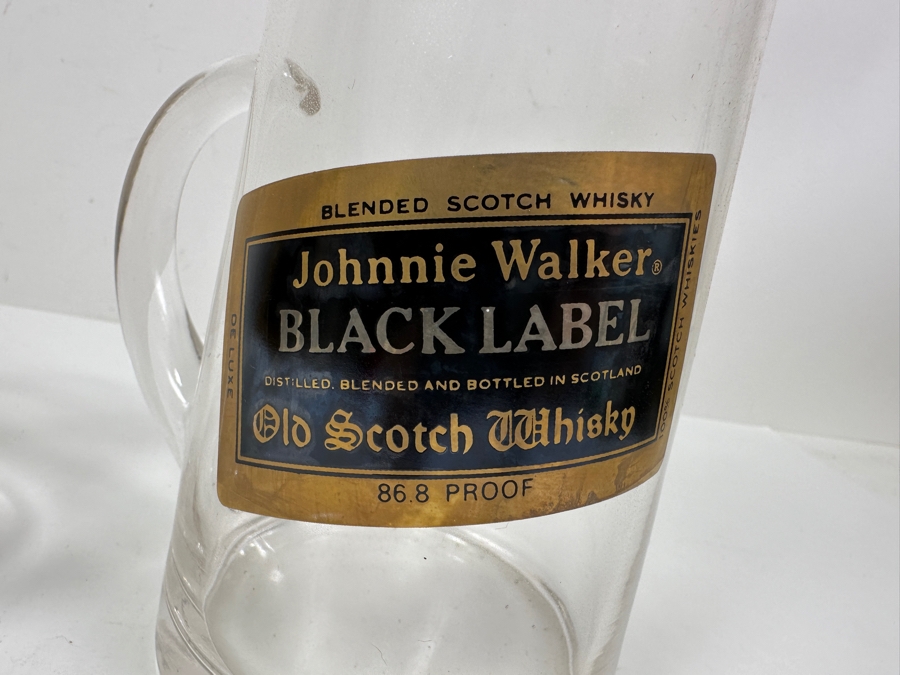 BLENDED SCOTCH WHISKY
Johnnie Walker®
BLACK LABEL
DISTILLED, BLENDED AND BOTTLED IN SCOTLAND
Old Scotch Whisky
86.8 PROOF
DE LUXE
100% SCOTCH WHISKIES